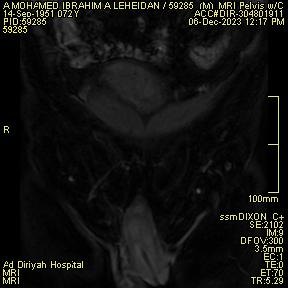 A MOHAMED IBRAHIM A LEHEIDAN / 59285 (M) MRI Pelvis w/C
14-Sep-1951 072Y
ACC#DIR-304801911
PID:59285
06-Dec-2023 12:17 PM
59285
R
100mm
ssmDIXON_C+
SE:2102
IM:9
DFOV:300
3.5mm
Ad Diriyah Hospital
EC:1
MRI
TE:0
MRI
ET:70
TR:5.29